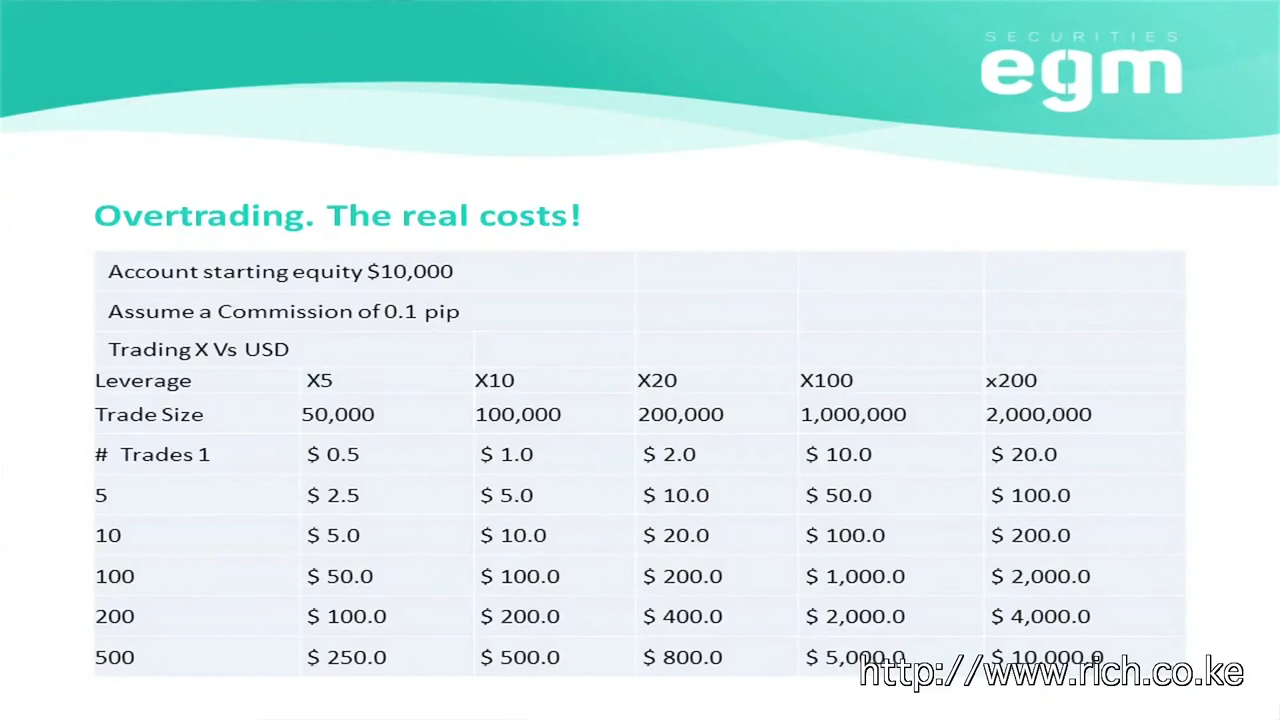 SECURITIES
egm
Overtrading. The real costs!
Account starting equity $10,000
Assume a Commission of 0.1 pip
Trading X Vs USD
Leverage X5 X10 X20 X100 x200
Trade Size 50,000 100,000 200,000 1,000,000 2,000,000
# Trades 1 $ 0.5 $ 1.0 $ 2.0 $ 10.0 $ 20.0
5 $ 2.5 $ 5.0 $ 10.0 $ 50.0 $ 100.0
10 $ 5.0 $ 10.0 $ 20.0 $ 100.0 $ 200.0
100 $ 50.0 $ 100.0 $ 200.0 $ 1,000.0 $ 2,000.0
200 $ 100.0 $ 200.0 $ 400.0 $ 2,000.0 $ 4,000.0
500 $ 250.0 $ 500.0 $ 800.0 $ 5,000.0 $ 10,000.0
http://www.rich.co.ke